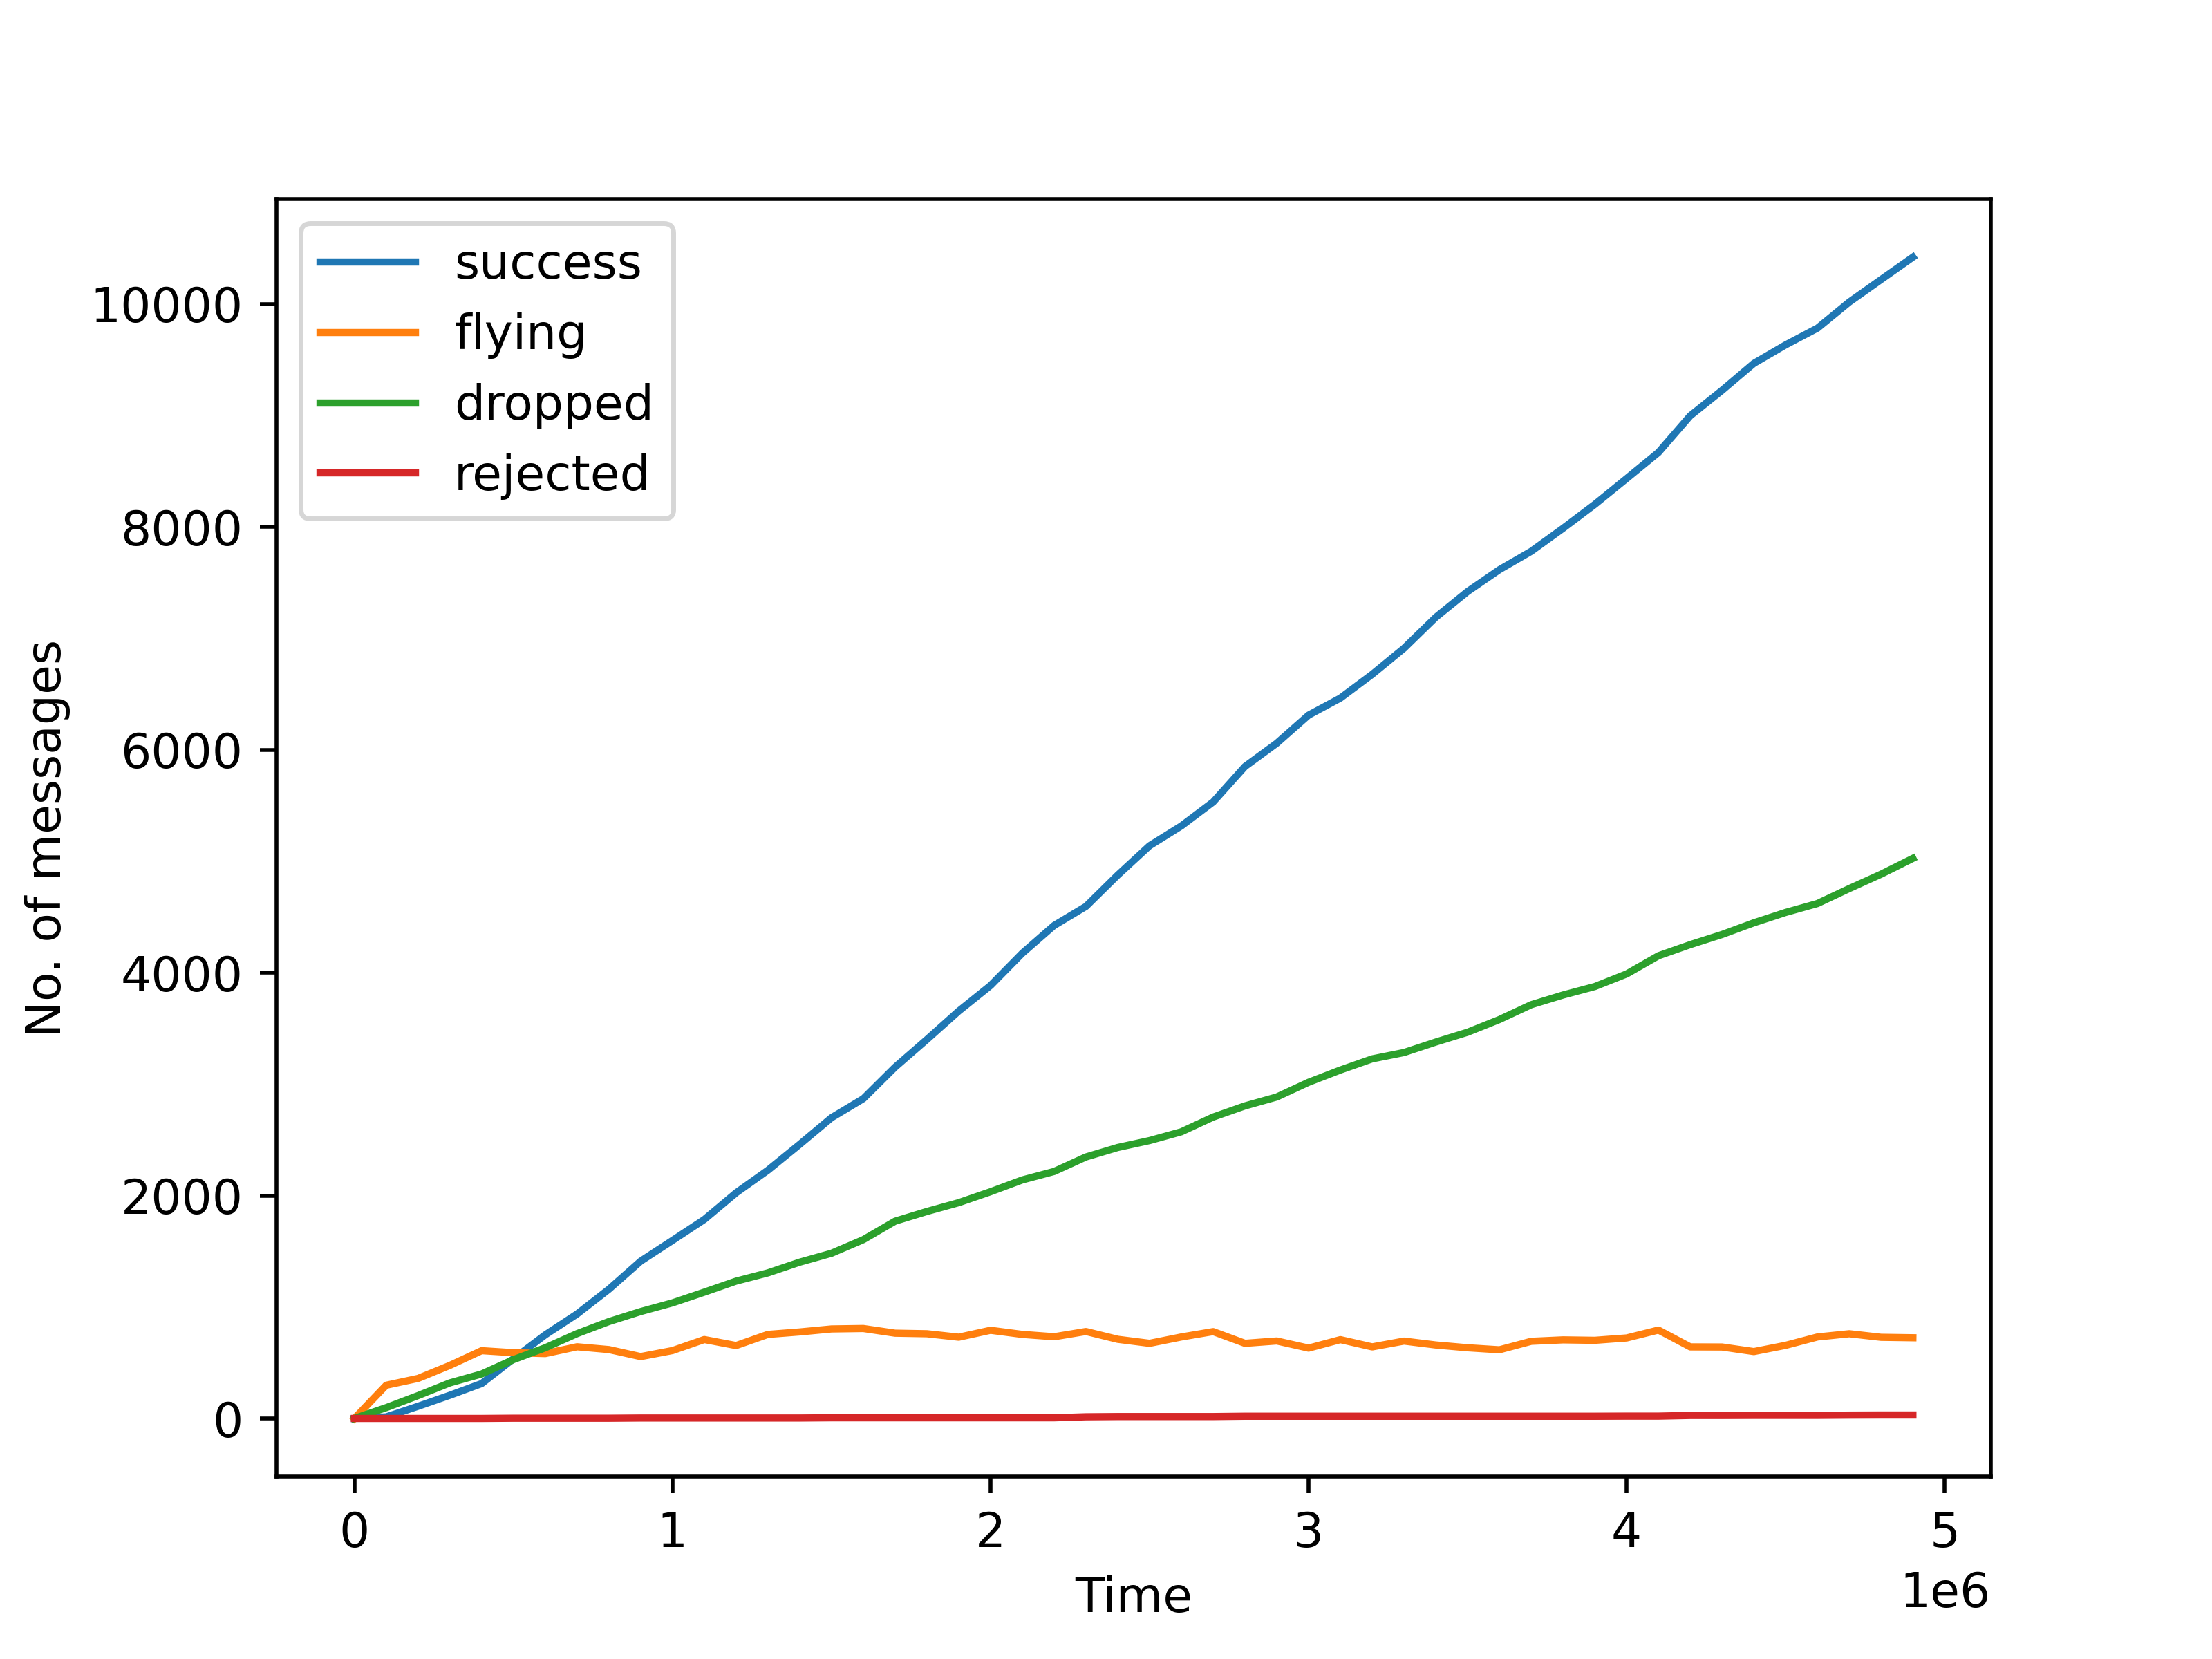 success
flying
dropped
rejected
10000
8000
6000
4000
2000
0
No. of messages
0 1 2 3 4 5
1e6
Time